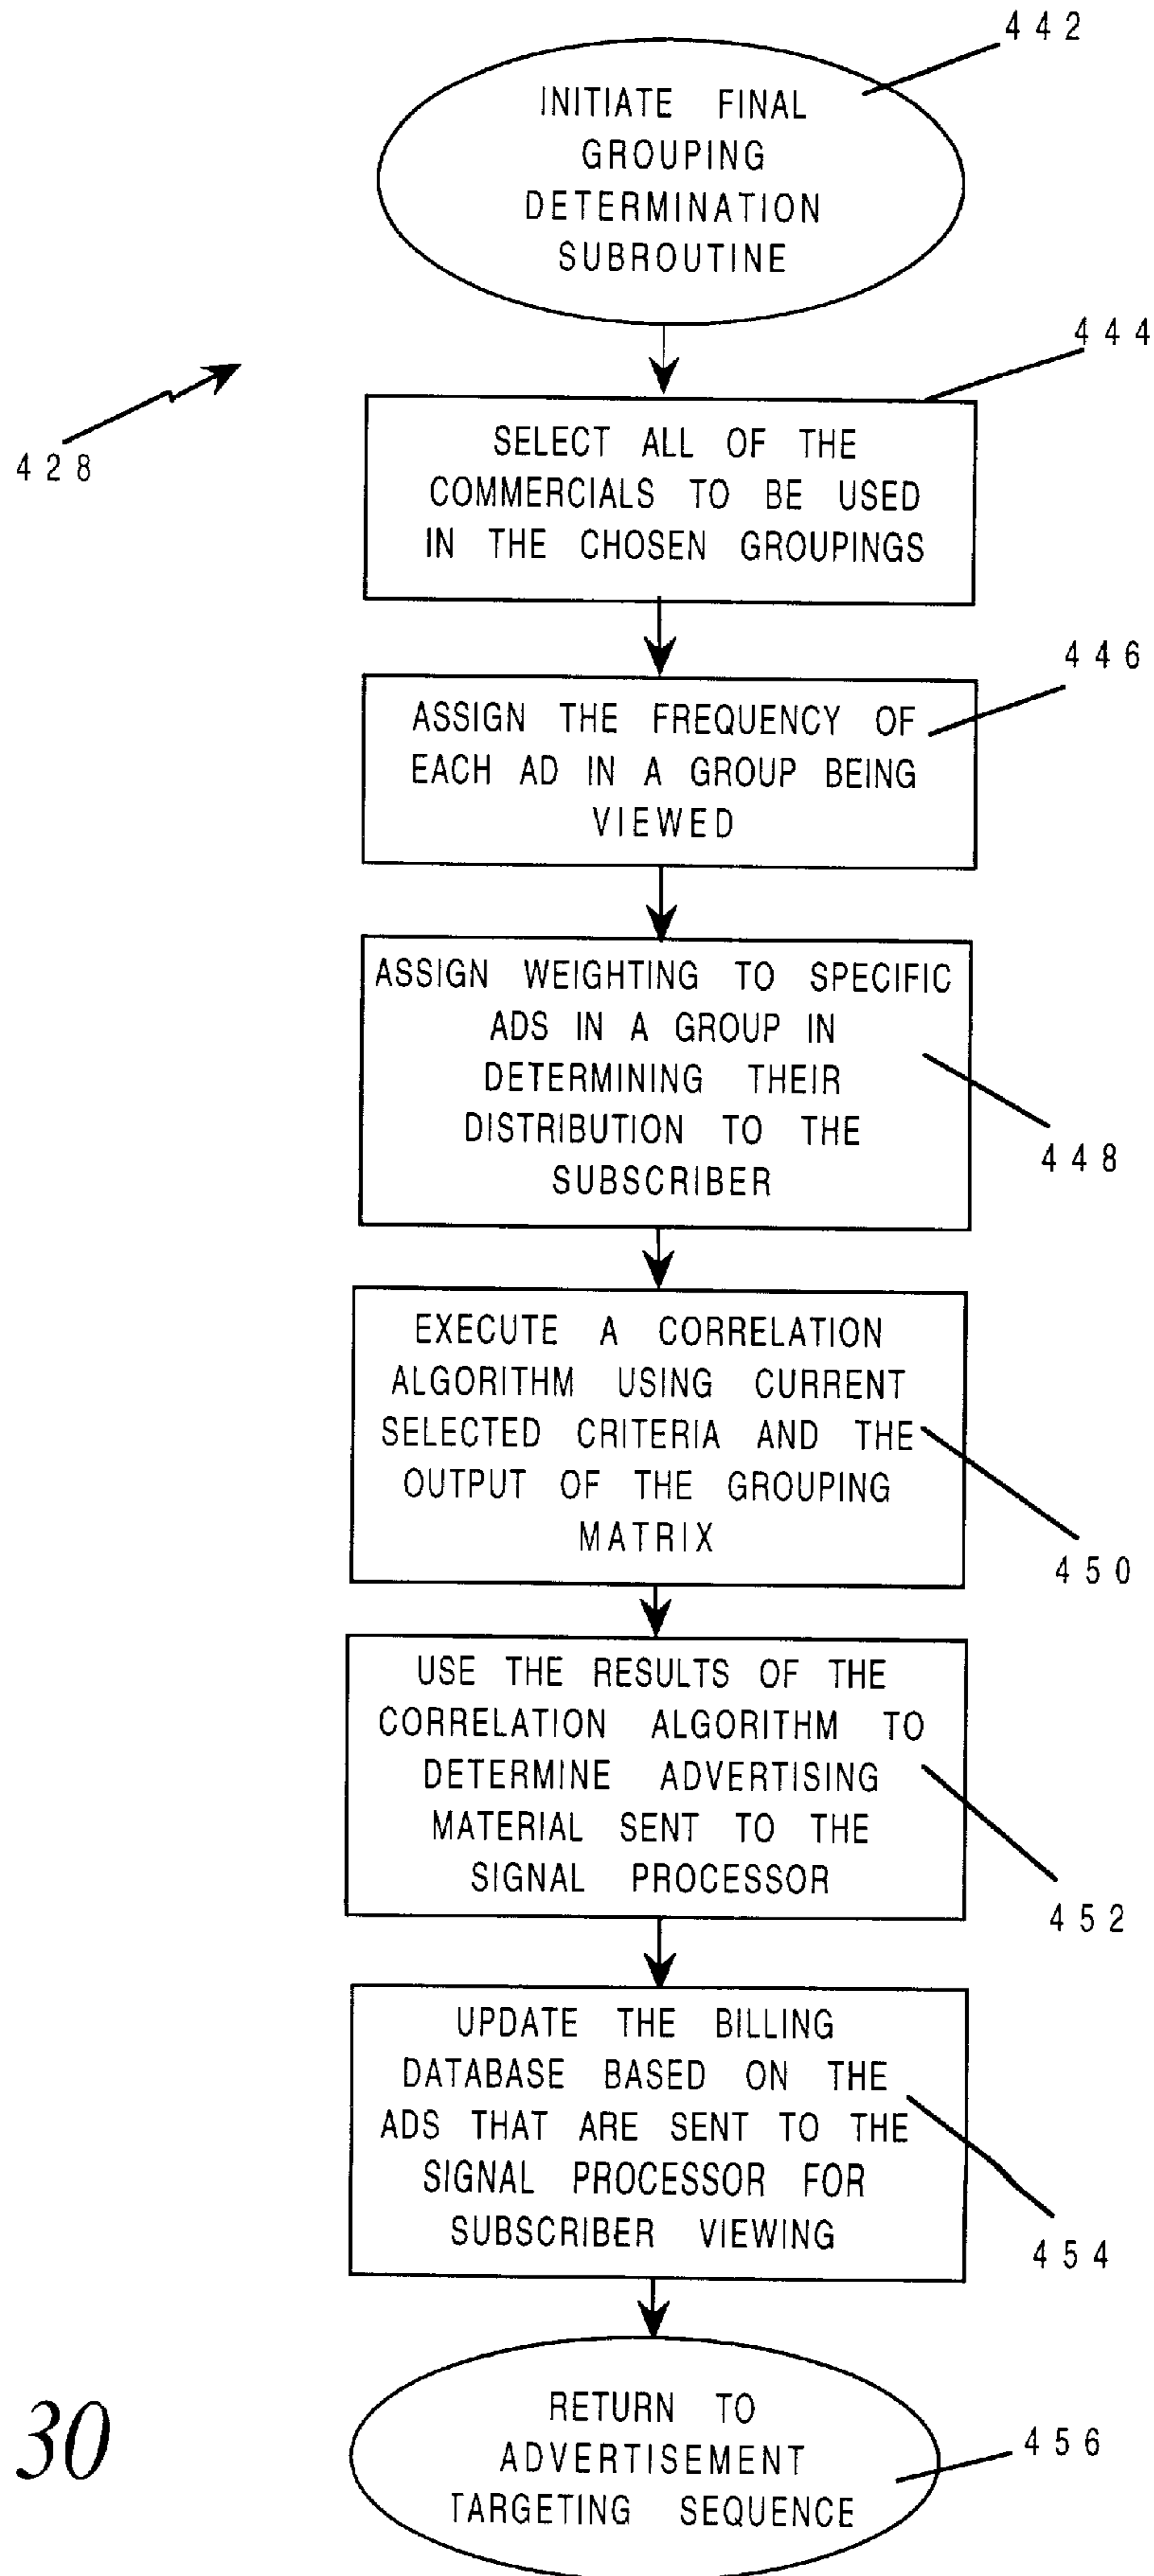 442
INITIATE FINAL
GROUPING
DETERMINATION
SUBROUTINE
444
428
SELECT ALL OF THE
COMMERCIALS TO BE USED
IN THE CHOSEN GROUPINGS
446
ASSIGN THE FREQUENCY OF
EACH AD IN A GROUP BEING
VIEWED
ASSIGN WEIGHTING TO SPECIFIC
ADS IN A GROUP IN
DETERMINING THEIR
DISTRIBUTION TO THE
SUBSCRIBER
448
EXECUTE A CORRELATION
ALGORITHM USING CURRENT
SELECTED CRITERIA AND THE
OUTPUT OF THE GROUPING
MATRIX
450
USE THE RESULTS OF THE
CORRELATION ALGORITHM TO
DETERMINE ADVERTISING
MATERIAL SENT TO THE
SIGNAL PROCESSOR
452
UPDATE THE BILLING
DATABASE BASED ON THE
ADS THAT ARE SENT TO THE
SIGNAL PROCESSOR FOR
SUBSCRIBER VIEWING
454
30
RETURN TO
ADVERTISEMENT
TARGETING SEQUENCE
456